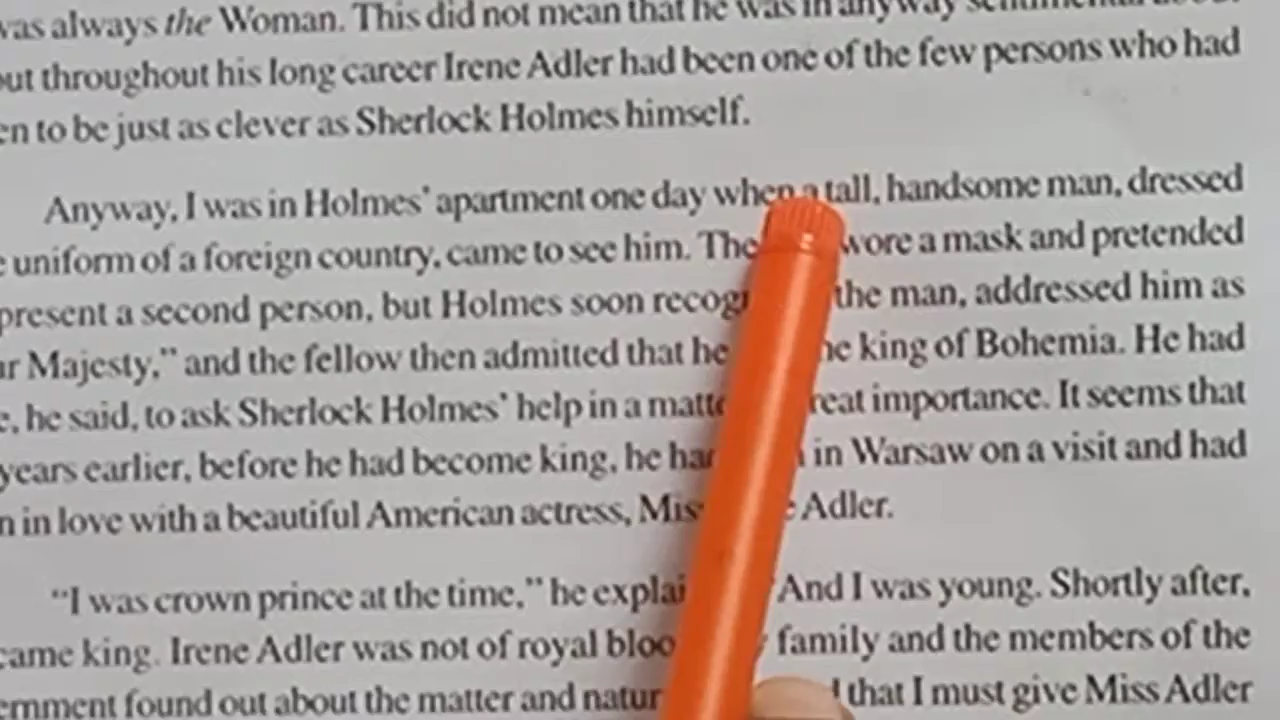 was always the Woman. This did not mean that he was in anyway sentimental about
out throughout his long career Irene Adler had been one of the few persons who had
en to be just as clever as Sherlock Holmes himself.
Anyway, I was in Holmes' apartment one day when a tall, handsome man, dressed
uniform of a foreign country, came to see him. The wore a mask and pretended
present a second person, but Holmes soon recog the man, addressed him as
r Majesty," and the fellow then admitted that he king of Bohemia. He had
e, he said, to ask Sherlock Holmes' help in a matte reat importance. It seems that
years earlier, before he had become king, he ha in Warsaw on a visit and had
n in love with a beautiful American actress, Mis Adler.
"I was crown prince at the time," he explai And I was young. Shortly after,
came king. Irene Adler was not of royal bloo family and the members of the
ernment found out about the matter and natur that I must give Miss Adler